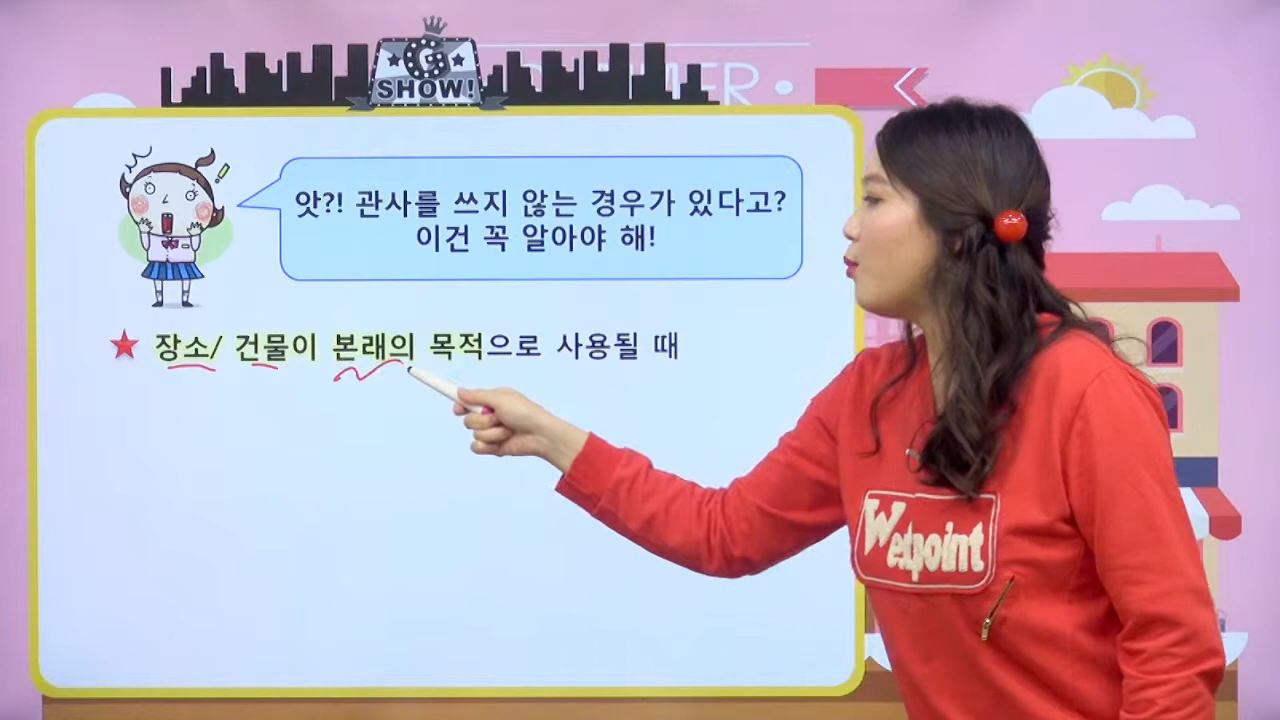 G
SHOW!
앗?! 관사를 쓰지 않는 경우가 있다고?
이건 꼭 알아야 해!
장소/ 건물이 본래의 목적으로 사용될 때
Wetpoint